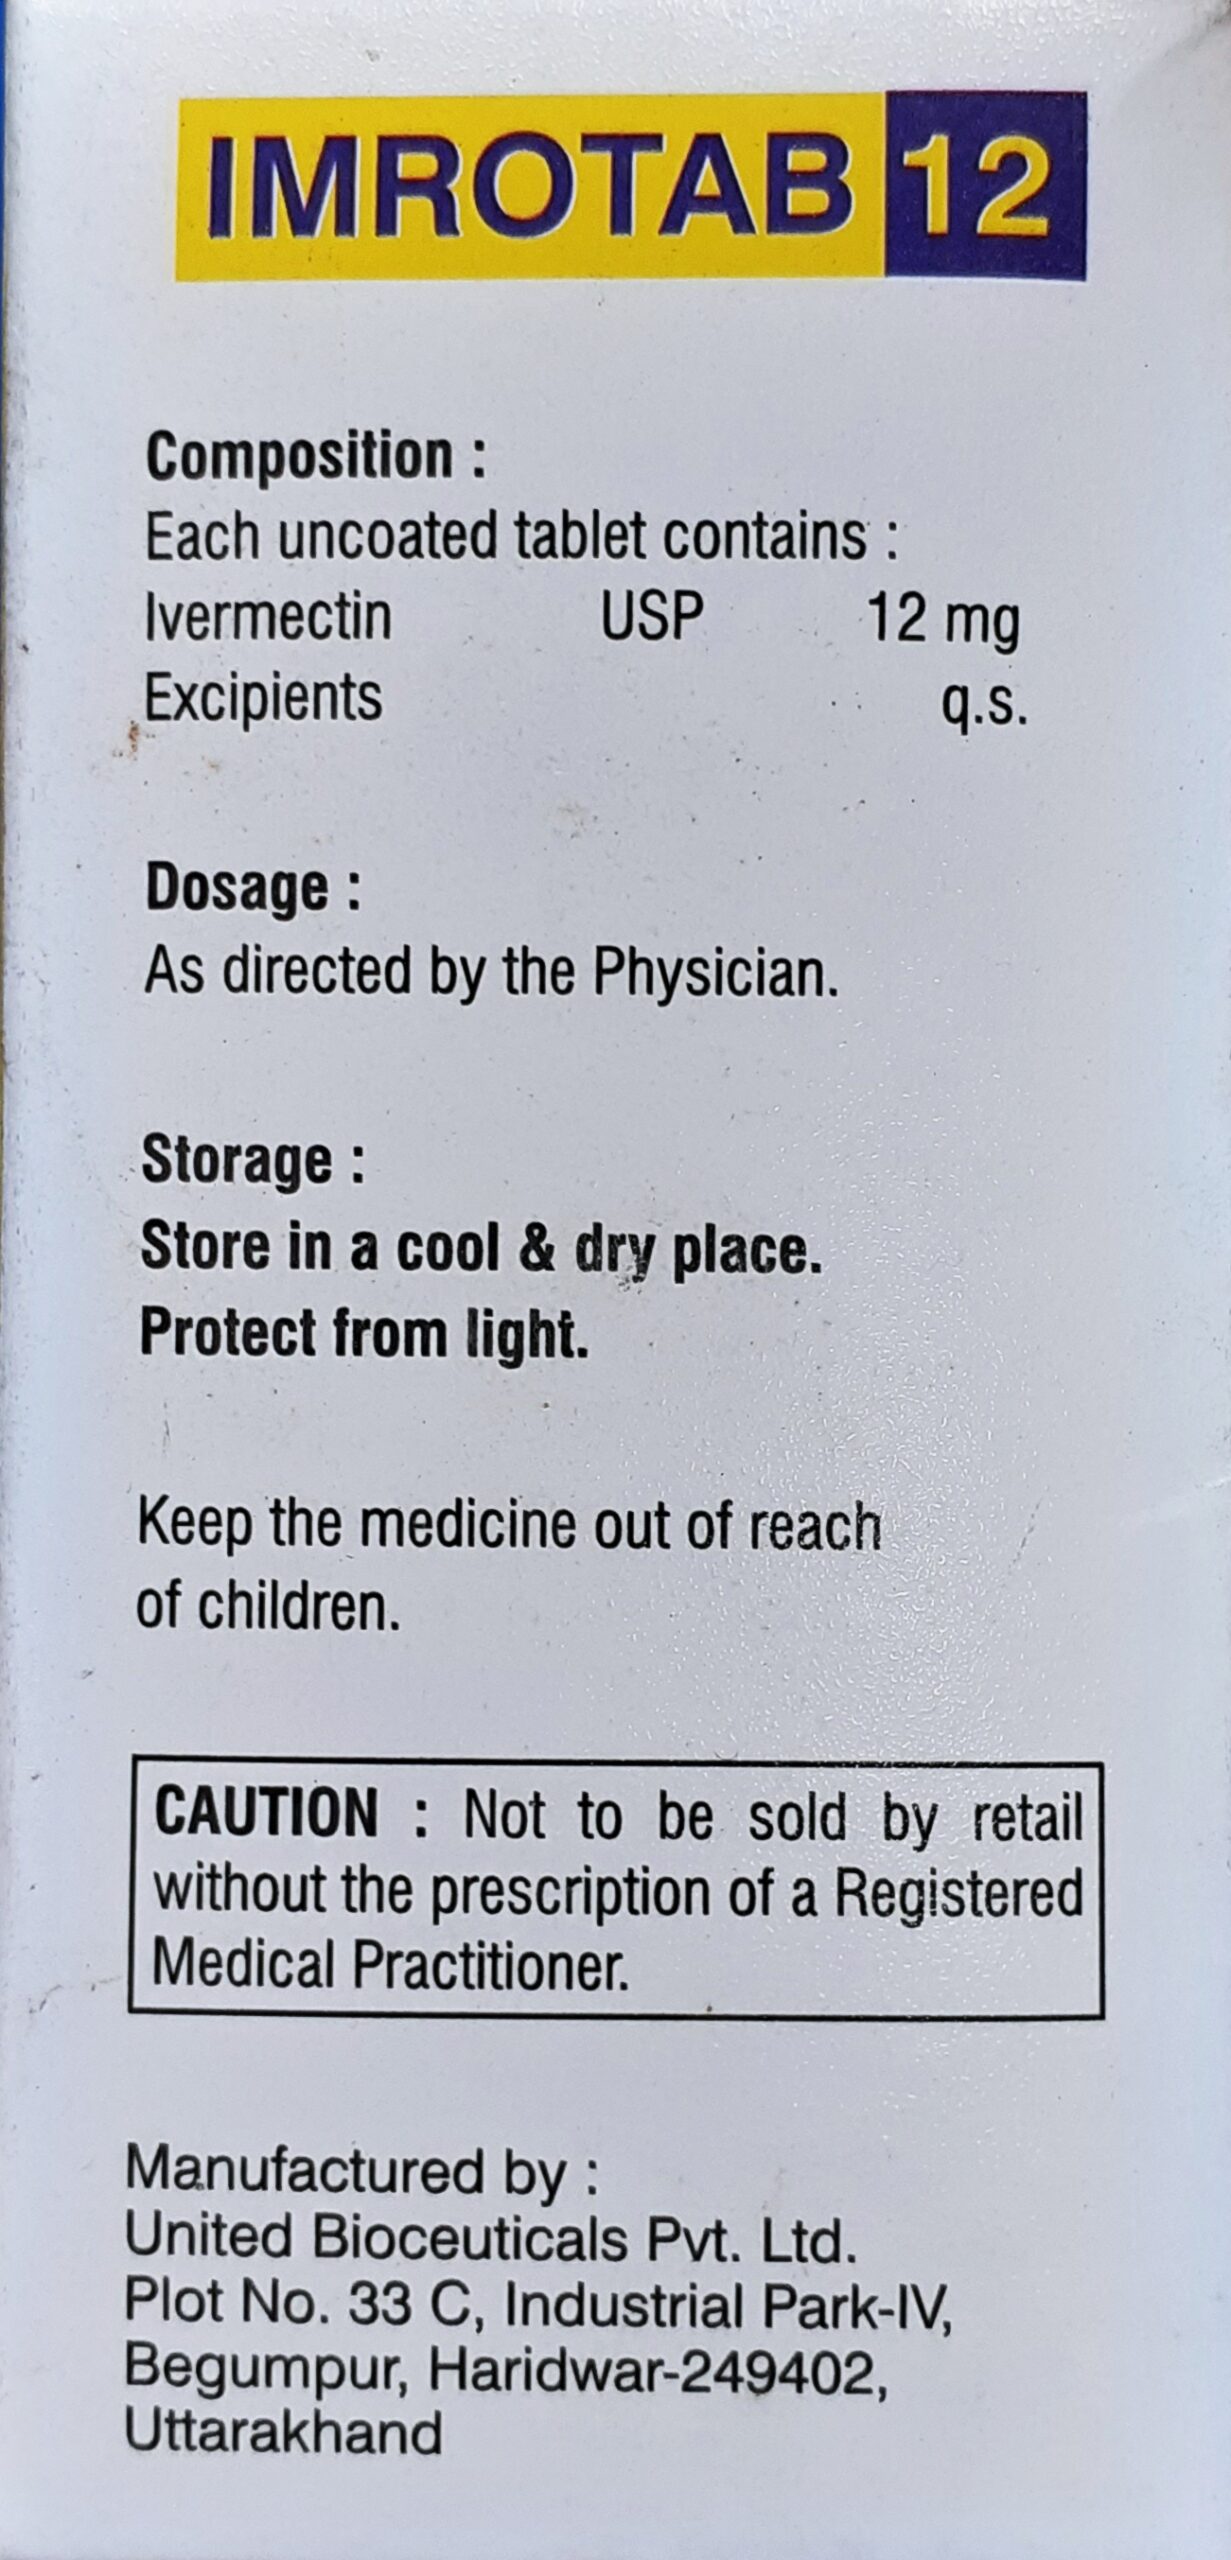 IMROTAB 12
Composition :
Each uncoated tablet contains :
Ivermectin USP 12 mg
Excipients q.s.
Dosage :
As directed by the Physician.
Storage :
Store in a cool & dry place.
Protect from light.
Keep the medicine out of reach
of children.
CAUTION : Not to be sold by retail
without the prescription of a Registered
Medical Practitioner.
Manufactured by :
United Bioceuticals Pvt. Ltd.
Plot No. 33 C, Industrial Park-IV,
Begumpur, Haridwar-249402,
Uttarakhand